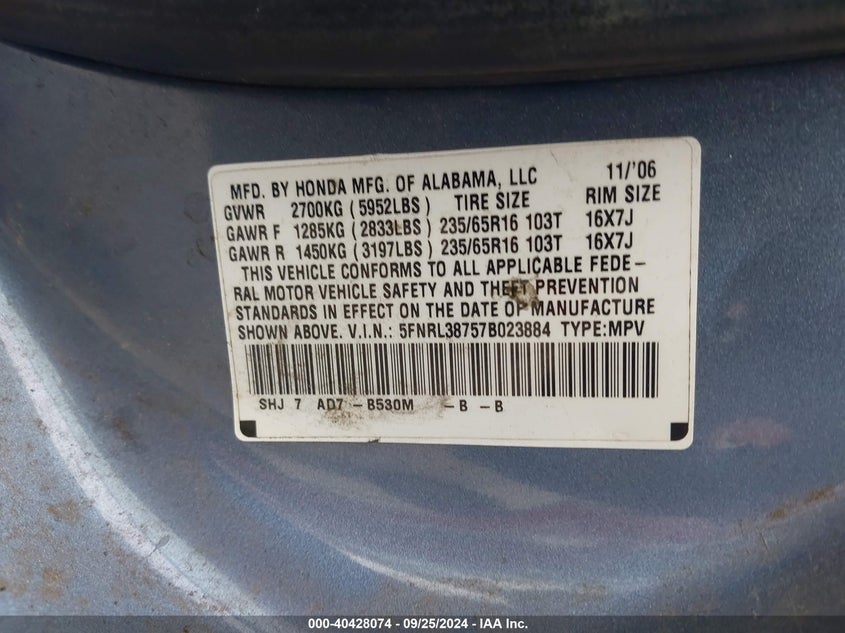 MFD. BY HONDA MFG. OF ALABAMA, LLC 11/'06
GVWR 2700KG (5952LBS) TIRE SIZE RIM SIZE
GAWR F 1285KG (2833LBS) 235/65R16 103T 16X7J
GAWR R 1450KG (3197LBS) 235/65R16 103T 16X7J
THIS VEHICLE CONFORMS TO ALL APPLICABLE FEDE-
RAL MOTOR VEHICLE SAFETY AND THEFT PREVENTION
STANDARDS IN EFFECT ON THE DATE OF MANUFACTURE
SHOWN ABOVE. V.I.N.: 5FNRL38757B023884 TYPE:MPV
SHJ 7 AD7 -B530M -B -B
000-40428074 - 09/25/2024 - IAA Inc.